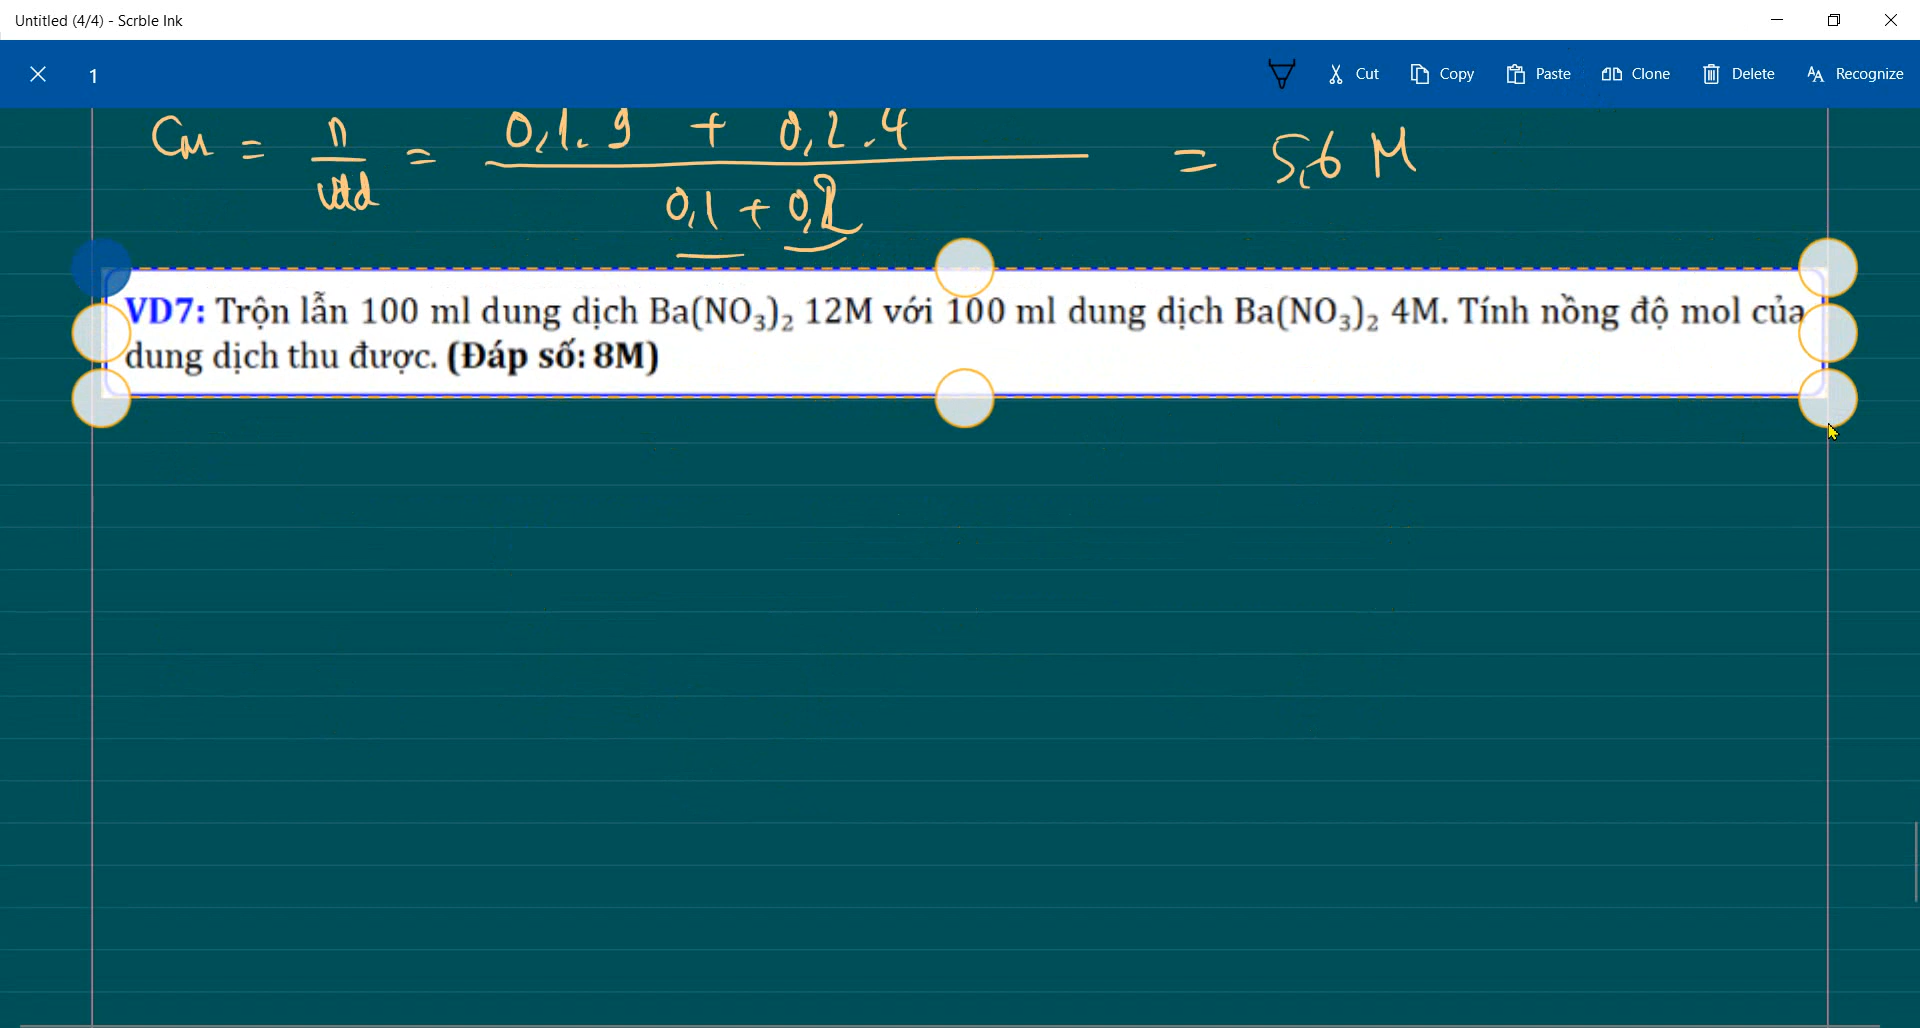 Untitled (4/4) - Scrble Ink
1 Cut Copy Paste Clone Delete Recognize
CM = n / Vdd = 0,1.9 + 0,2.4 / 0,1 + 0,2 = 5,6 M
VD7: Trộn lẫn 100 ml dung dịch Ba(NO₃)₂ 12M với 100 ml dung dịch Ba(NO₃)₂ 4M. Tính nồng độ mol của
dung dịch thu được. (Đáp số: 8M)